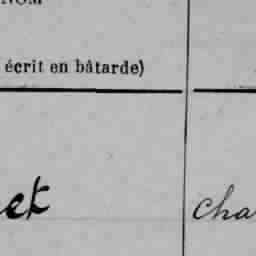 NOM
écrit en bâtarde)
et cha